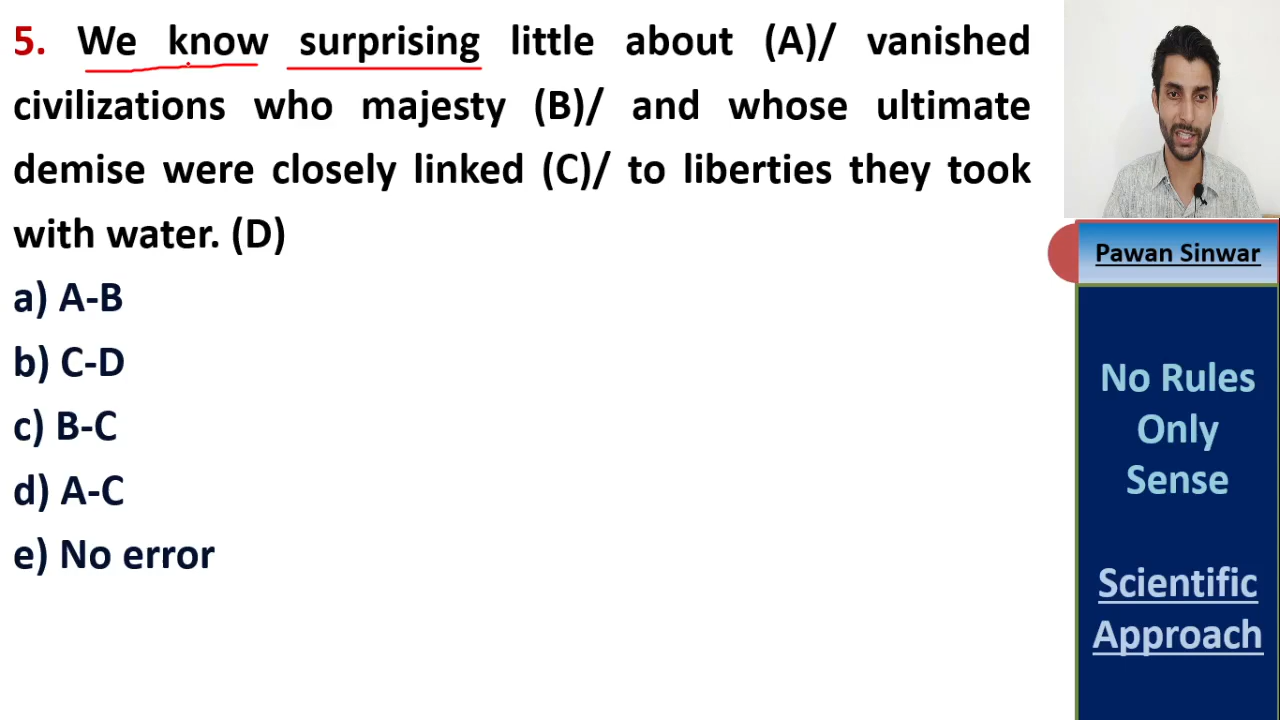 5. We know surprising little about (A)/ vanished
civilizations who majesty (B)/ and whose ultimate
demise were closely linked (C)/ to liberties they took
with water. (D)
a) A-B
b) C-D
c) B-C
d) A-C
e) No error
Pawan Sinwar
No Rules
Only
Sense
Scientific
Approach